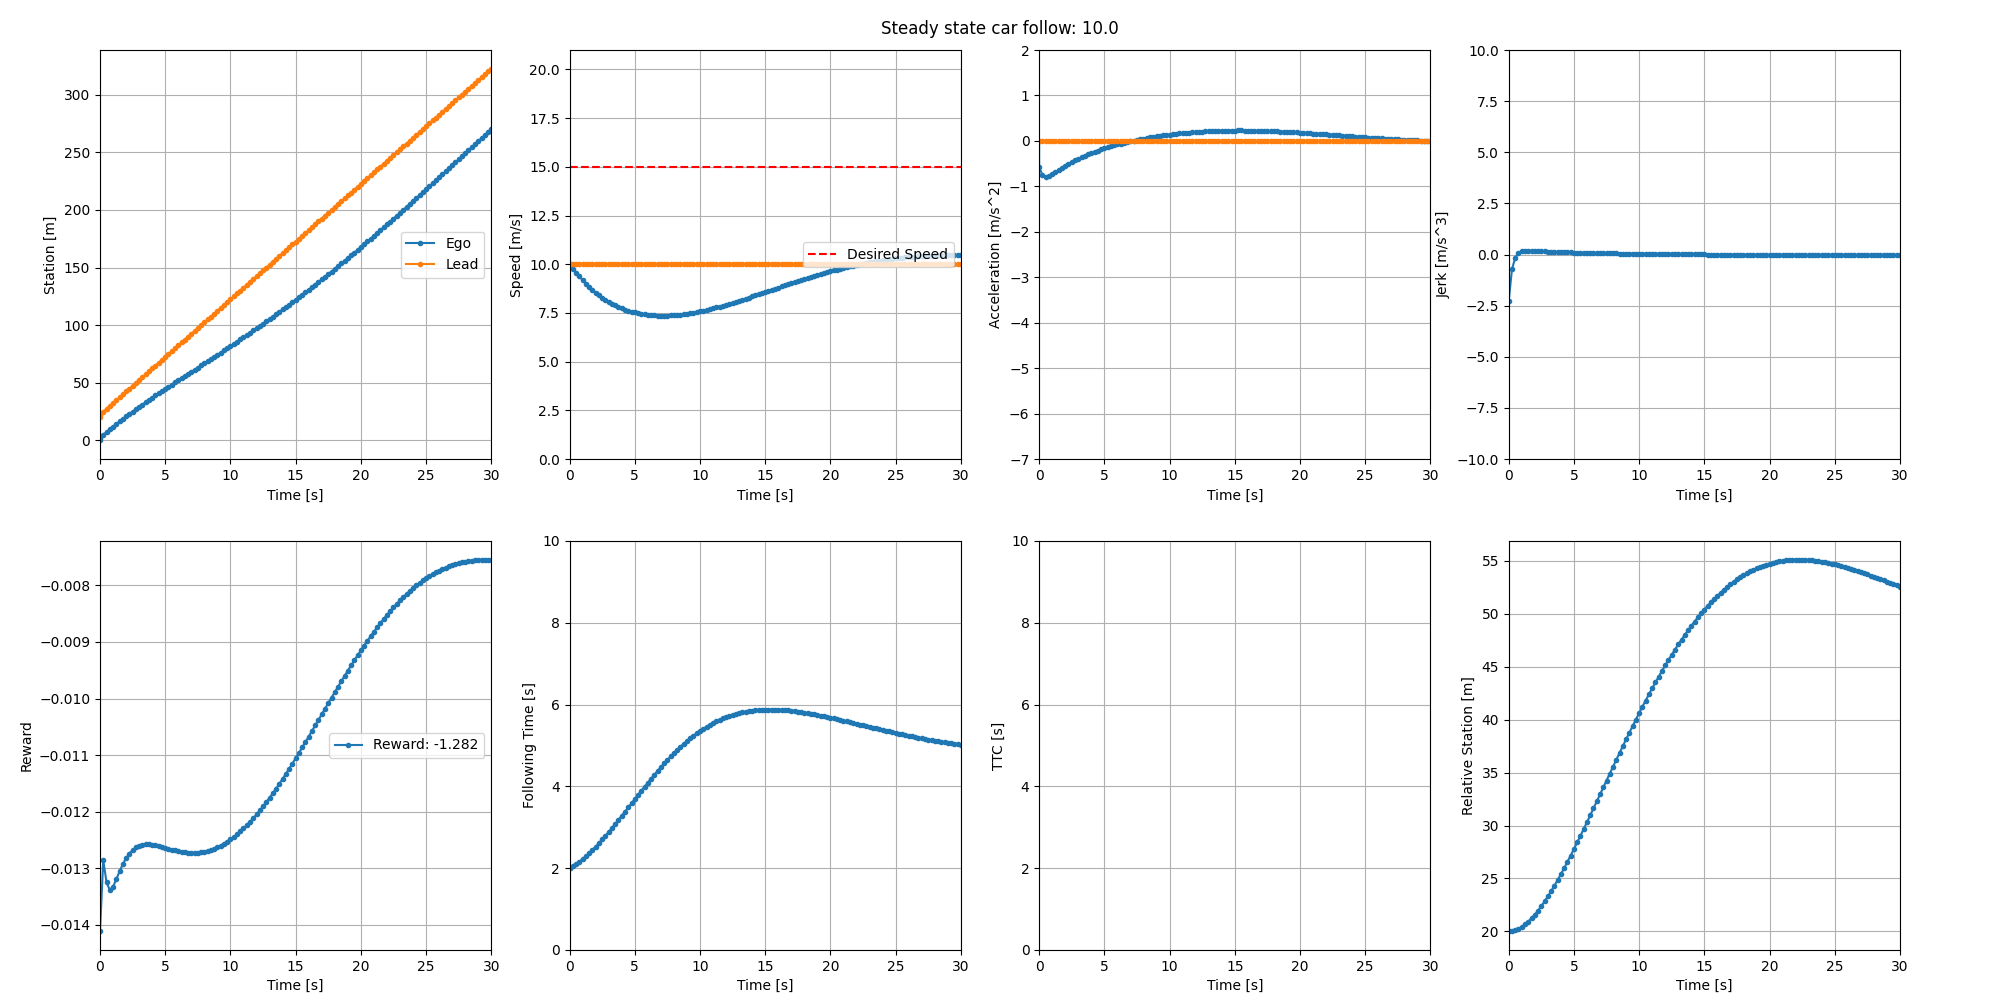 Steady state car follow: 10.0
Station [m]
300
250
200
150
100
50
0
Ego
Lead
0 5 10 15 20 25 30
Time [s]
Speed [m/s]
20.0
17.5
15.0
12.5
10.0
7.5
5.0
2.5
0.0
Desired Speed
0 5 10 15 20 25 30
Time [s]
Acceleration [m/s^2]
2
1
0
−1
−2
−3
−4
−5
−6
−7
0 5 10 15 20 25 30
Time [s]
Jerk [m/s^3]
10.0
7.5
5.0
2.5
0.0
−2.5
−5.0
−7.5
−10.0
0 5 10 15 20 25 30
Time [s]
Reward
−0.008
−0.009
−0.010
−0.011
−0.012
−0.013
−0.014
Reward: -1.282
0 5 10 15 20 25 30
Time [s]
Following Time [s]
10
8
6
4
2
0
0 5 10 15 20 25 30
Time [s]
TTC [s]
10
8
6
4
2
0
0 5 10 15 20 25 30
Time [s]
Relative Station [m]
55
50
45
40
35
30
25
20
0 5 10 15 20 25 30
Time [s]